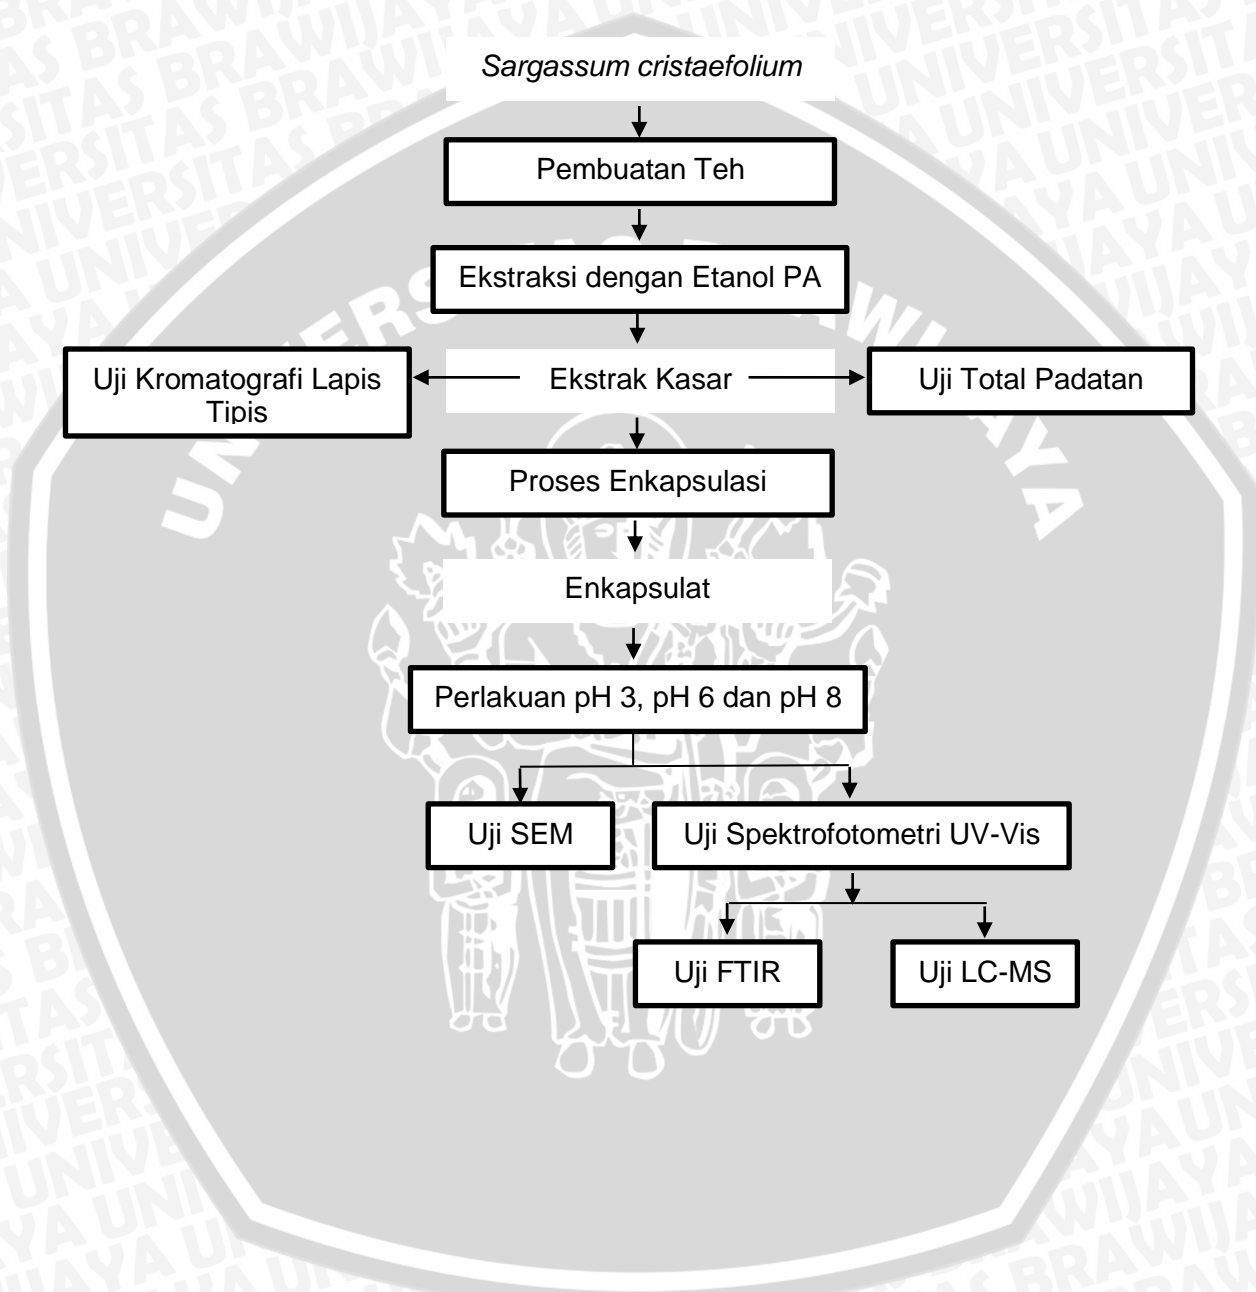 Sargassum cristaefolium
Pembuatan Teh
Ekstraksi dengan Etanol PA
Uji Kromatografi Lapis
Tipis
Ekstrak Kasar
Uji Total Padatan
Proses Enkapsulasi
Enkapsulat
Perlakuan pH 3, pH 6 dan pH 8
Uji SEM
Uji Spektrofotometri UV-Vis
Uji FTIR
Uji LC-MS